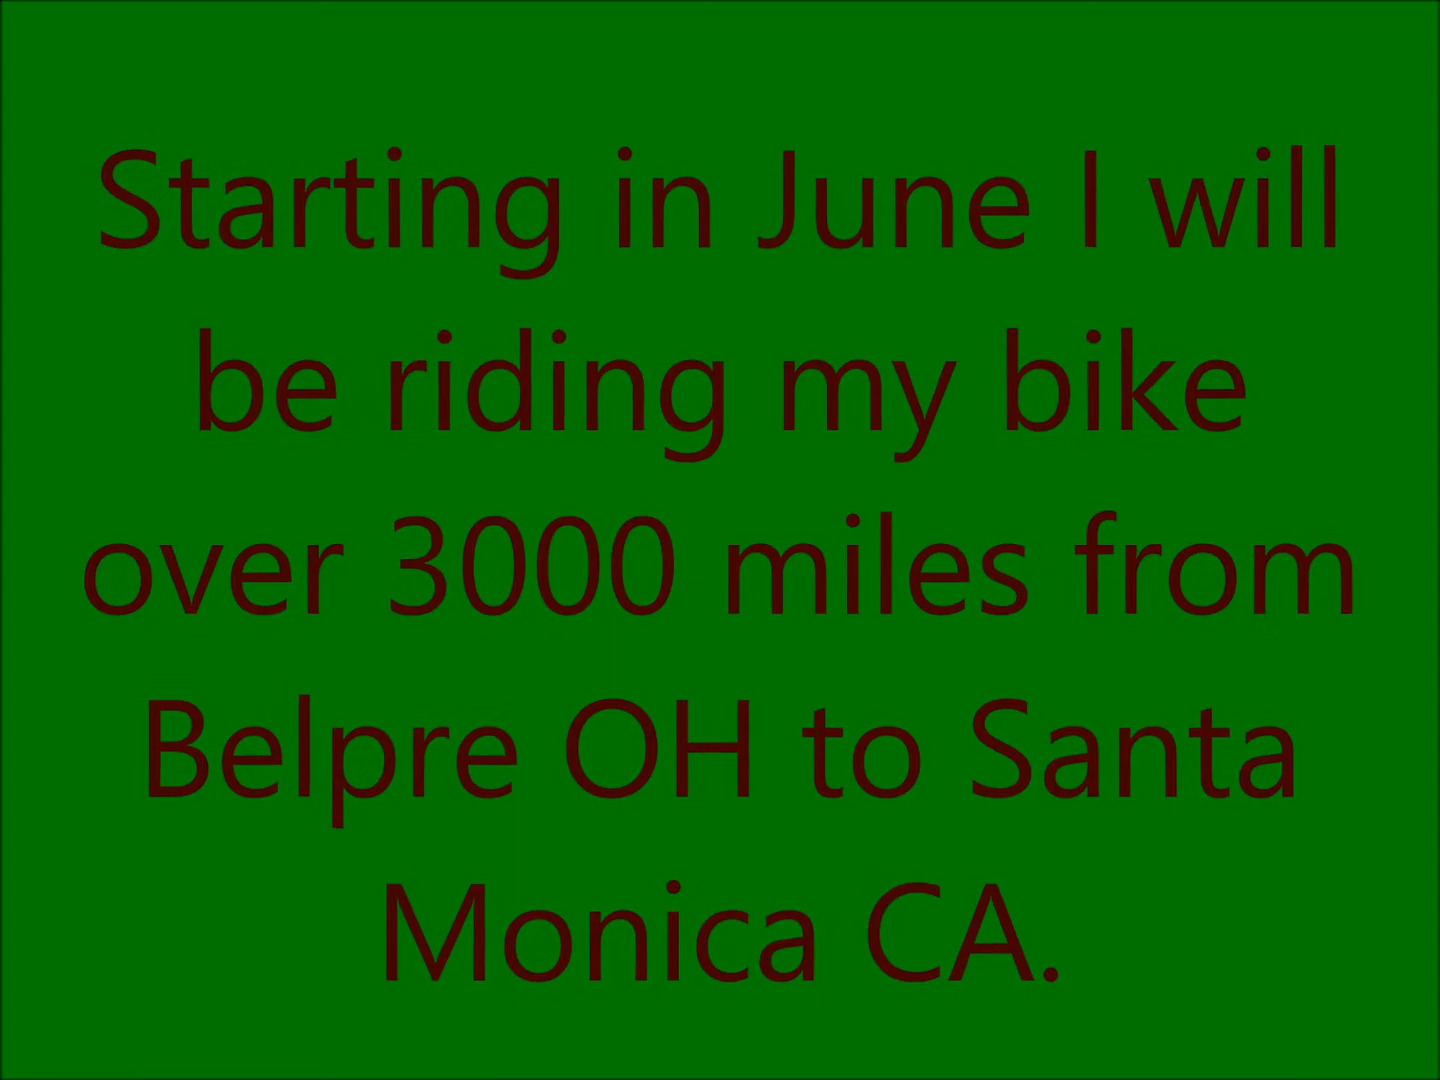 Starting in June I will
be riding my bike
over 3000 miles from
Belpre OH to Santa
Monica CA.